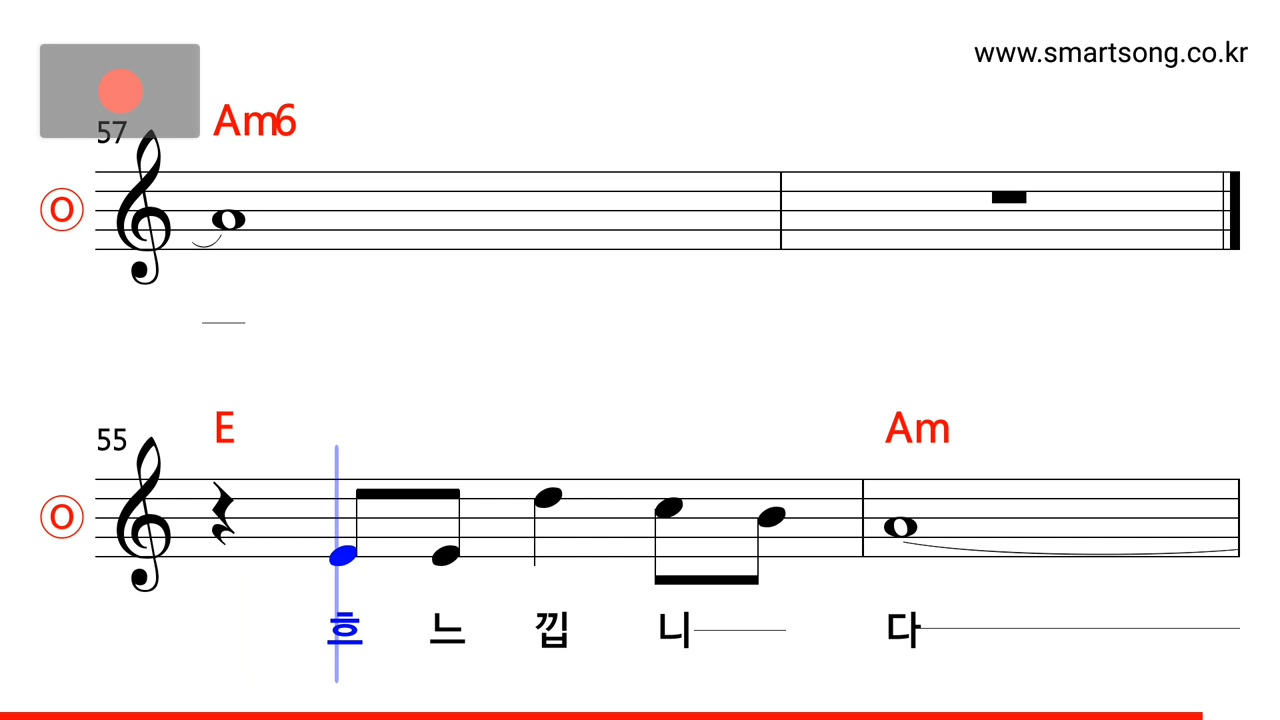 www.smartsong.co.kr
57 Am6
O
55 E Am
O
흐 느 낍 니 다